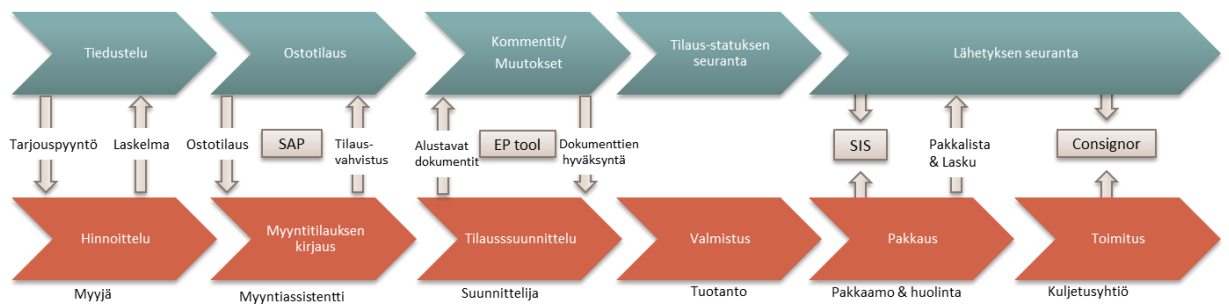 Tiedustelu
Ostotilaus
Kommentit/
Muutokset
Tilaus-statuksen
seuranta
Lähetyksen seuranta
Tarjouspyyntö
Laskelma
Ostotilaus
SAP
Tilaus-
vahvistus
Alustavat
dokumentit
EP tool
Dokumenttien
hyväksyntä
SIS
Pakkalista
& Lasku
Consignor
Hinnoittelu
Myyntitilauksen
kirjaus
Tilausssuunnittelu
Valmistus
Pakkaus
Toimitus
Myyjä
Myyntiassistentti
Suunnittelija
Tuotanto
Pakkaamo & huolinta
Kuljetusyhtiö